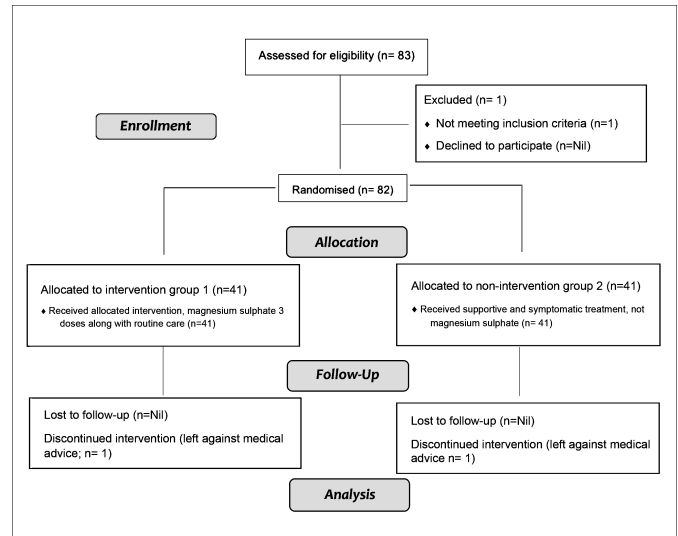 Assessed for eligibility (n= 83)
Excluded (n= 1)
♦ Not meeting inclusion criteria (n=1)
♦ Declined to participate (n=Nil)
Enrollment
Randomised (n= 82)
Allocation
Allocated to intervention group 1 (n=41)
♦ Received allocated intervention, magnesium sulphate 3
doses along with routine care (n=41)
Allocated to non-intervention group 2 (n=41)
♦ Received supportive and symptomatic treatment, not
magnesium sulphate (n= 41)
Follow-Up
Lost to follow-up (n=Nil)
Discontinued intervention (left against medical
advice; n= 1)
Lost to follow-up (n=Nil)
Discontinued intervention (left against medical
advice n= 1)
Analysis